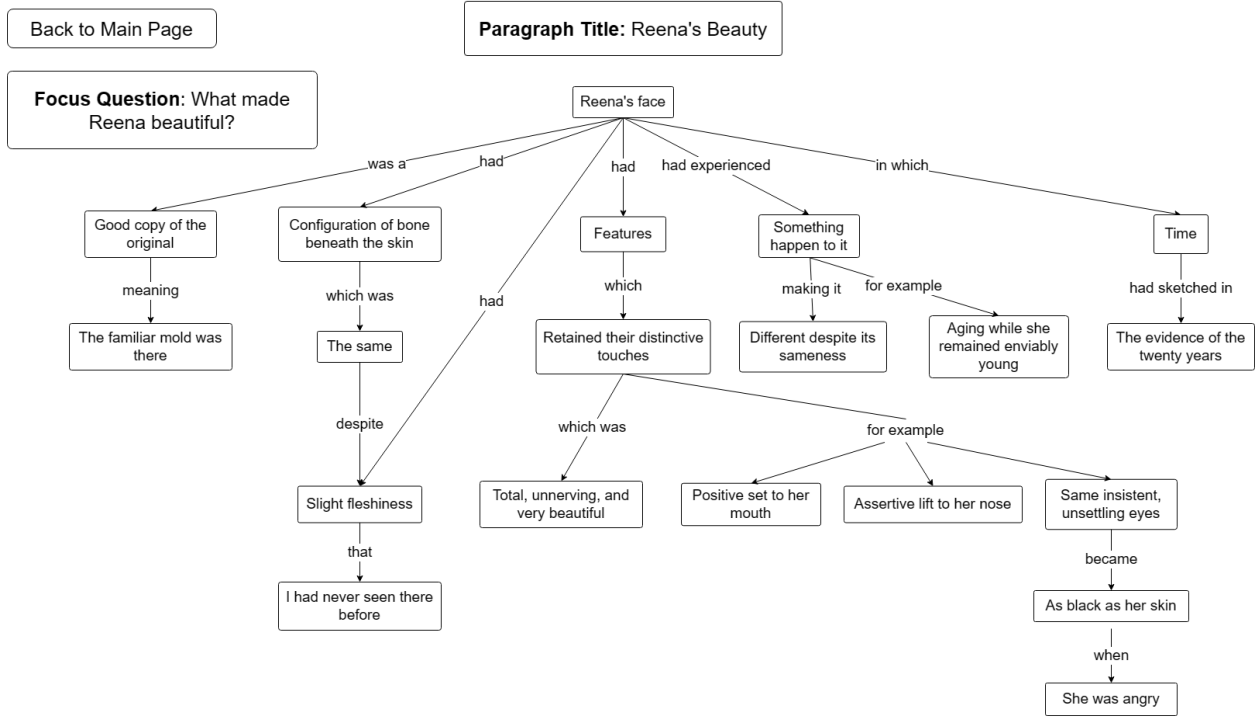 Back to Main Page
Paragraph Title: Reena's Beauty
Focus Question: What made
Reena beautiful?
Reena's face
was a
had
had
had
had experienced
in which
Good copy of the
original
Configuration of bone
beneath the skin
Features
Something
happen to it
Time
meaning
which was
which
making it
for example
had sketched in
The familiar mold was
there
The same
Retained their distinctive
touches
Different despite its
sameness
Aging while she
remained enviably
young
The evidence of the
twenty years
despite
which was
for example
Slight fleshiness
Total, unnerving, and
very beautiful
Positive set to her
mouth
Assertive lift to her nose
Same insistent,
unsettling eyes
that
became
I had never seen there
before
As black as her skin
when
She was angry